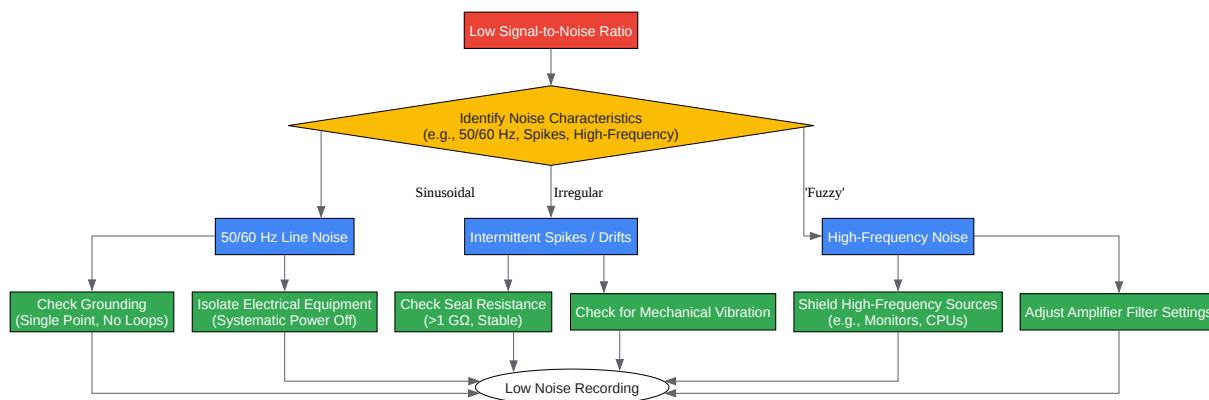 Low Signal-to-Noise Ratio
Identify Noise Characteristics
(e.g., 50/60 Hz, Spikes, High-Frequency)
Sinusoidal
Irregular
'Fuzzy'
50/60 Hz Line Noise
Intermittent Spikes / Drifts
High-Frequency Noise
Check Grounding
(Single Point, No Loops)
Isolate Electrical Equipment
(Systematic Power Off)
Check Seal Resistance
(>1 GΩ, Stable)
Check for Mechanical Vibration
Shield High-Frequency Sources
(e.g., Monitors, CPUs)
Adjust Amplifier Filter Settings
Low Noise Recording